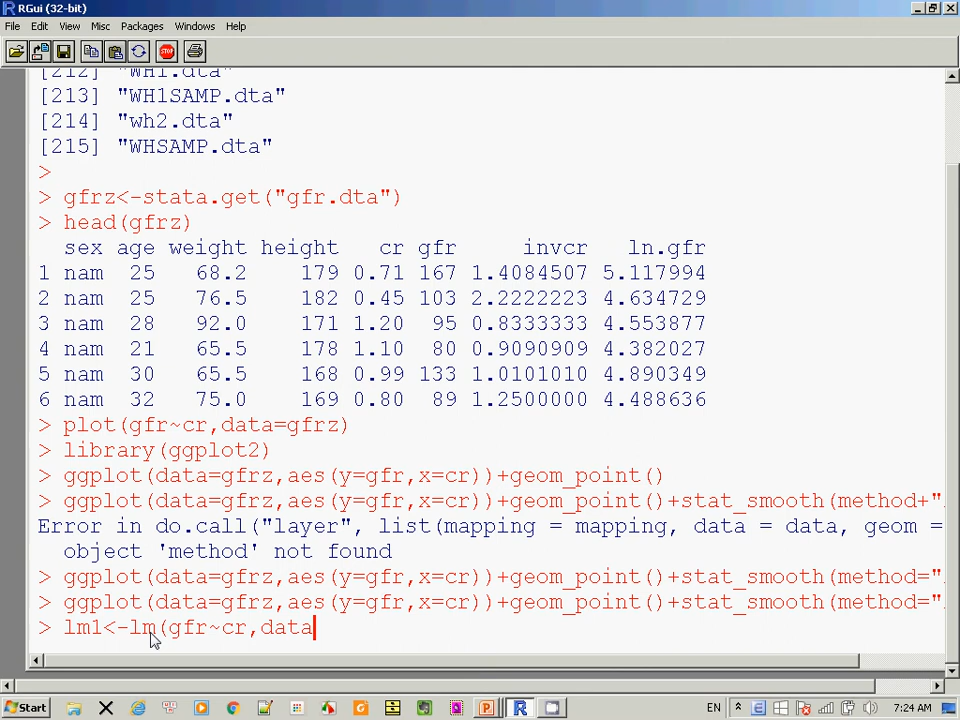 RGui (32-bit)
File Edit View Misc Packages Windows Help
STOP
[212] "WH1.dta"
[213] "WH1SAMP.dta"
[214] "wh2.dta"
[215] "WHSAMP.dta"
>
> gfrz<-stata.get("gfr.dta")
> head(gfrz)
sex age weight height cr gfr invcr ln.gfr
1 nam 25 68.2 179 0.71 167 1.4084507 5.117994
2 nam 25 76.5 182 0.45 103 2.2222223 4.634729
3 nam 28 92.0 171 1.20 95 0.8333333 4.553877
4 nam 21 65.5 178 1.10 80 0.9090909 4.382027
5 nam 30 65.5 168 0.99 133 1.0101010 4.890349
6 nam 32 75.0 169 0.80 89 1.2500000 4.488636
> plot(gfr~cr,data=gfrz)
> library(ggplot2)
> ggplot(data=gfrz,aes(y=gfr,x=cr))+geom_point()
> ggplot(data=gfrz,aes(y=gfr,x=cr))+geom_point()+stat_smooth(method+"
Error in do.call("layer", list(mapping = mapping, data = data, geom =
object 'method' not found
> ggplot(data=gfrz,aes(y=gfr,x=cr))+geom_point()+stat_smooth(method="
> ggplot(data=gfrz,aes(y=gfr,x=cr))+geom_point()+stat_smooth(method="
> lm1<-lm(gfr~cr,data
Start EN 7:24 AM